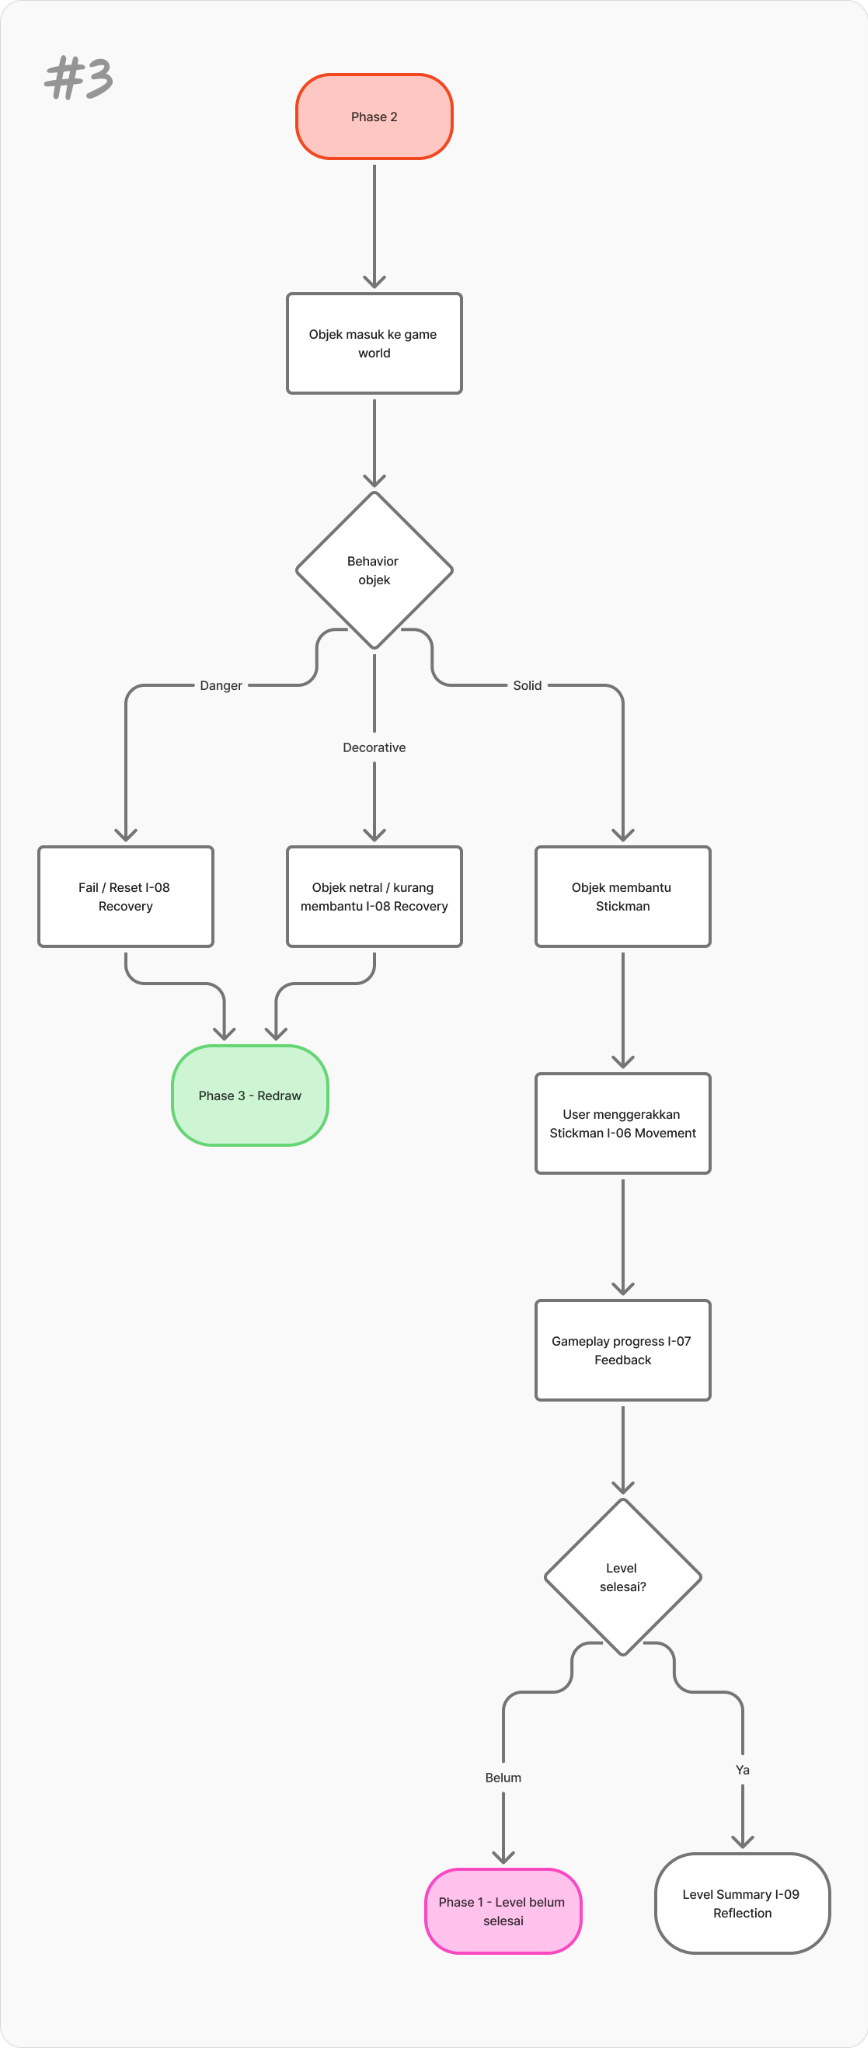 #3
Phase 2
Objek masuk ke game
world
Behavior
objek
Danger
Solid
Decorative
Fail / Reset I-08
Recovery
Objek netral / kurang
membantu I-08 Recovery
Objek membantu
Stickman
Phase 3 - Redraw
User menggerakkan
Stickman I-06 Movement
Gameplay progress I-07
Feedback
Level
selesai?
Belum
Ya
Phase 1 - Level belum
selesai
Level Summary I-09
Reflection